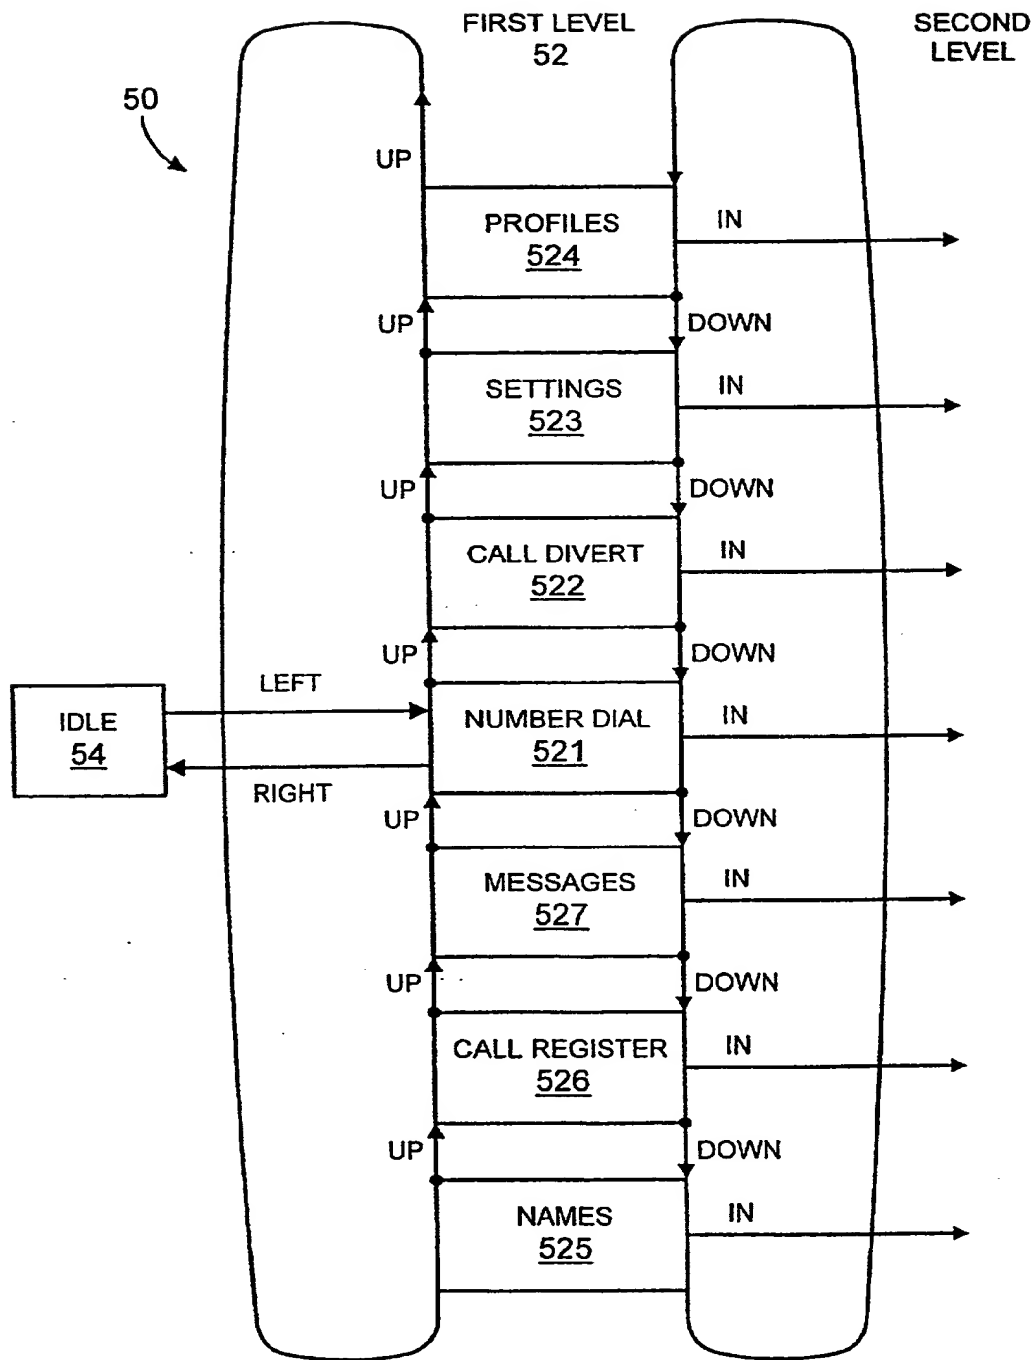 FIRST LEVEL
52
SECOND
LEVEL
50
UP
PROFILES
524
IN
UP
DOWN
SETTINGS
523
IN
UP
DOWN
CALL DIVERT
522
IN
UP
DOWN
IDLE
54
LEFT
RIGHT
NUMBER DIAL
521
IN
UP
DOWN
MESSAGES
527
IN
UP
DOWN
CALL REGISTER
526
IN
UP
DOWN
NAMES
525
IN